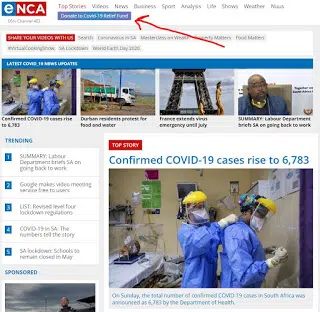 eNCA
DStv Channel 403
Top Stories Videos News Business Sport Analysis Life Shows Weather Nuus
Donate to Covid-19 Relief Fund
SHARE YOUR VIDEOS WITH US Search Coronavirus in SA Masterclass on Wealth Property Matters Food Matters
#VirtualCookingShow SA Lockdown World Earth Day 2020
LATEST COVID 19 NEWS UPDATES
Confirmed COVID-19 cases rise to 6,783
Durban residents protest for food and water
France extends virus emergency until July
SUMMARY: Labour Department briefs SA on going back to work
TRENDING
1 SUMMARY: Labour
Department briefs SA on
going back to work
2 Google makes video meeting
service free to users
3 LIST: Revised level four
lockdown regulations
4 COVID-19 in SA: The
numbers tell the story
5 SA lockdown: Schools to
remain closed in May
SPONSORED
TOP STORY
Confirmed COVID-19 cases rise to 6,783
On Sunday, the total number of confirmed COVID-19 cases in South Africa was
announced as 6,783 by the Department of Health.